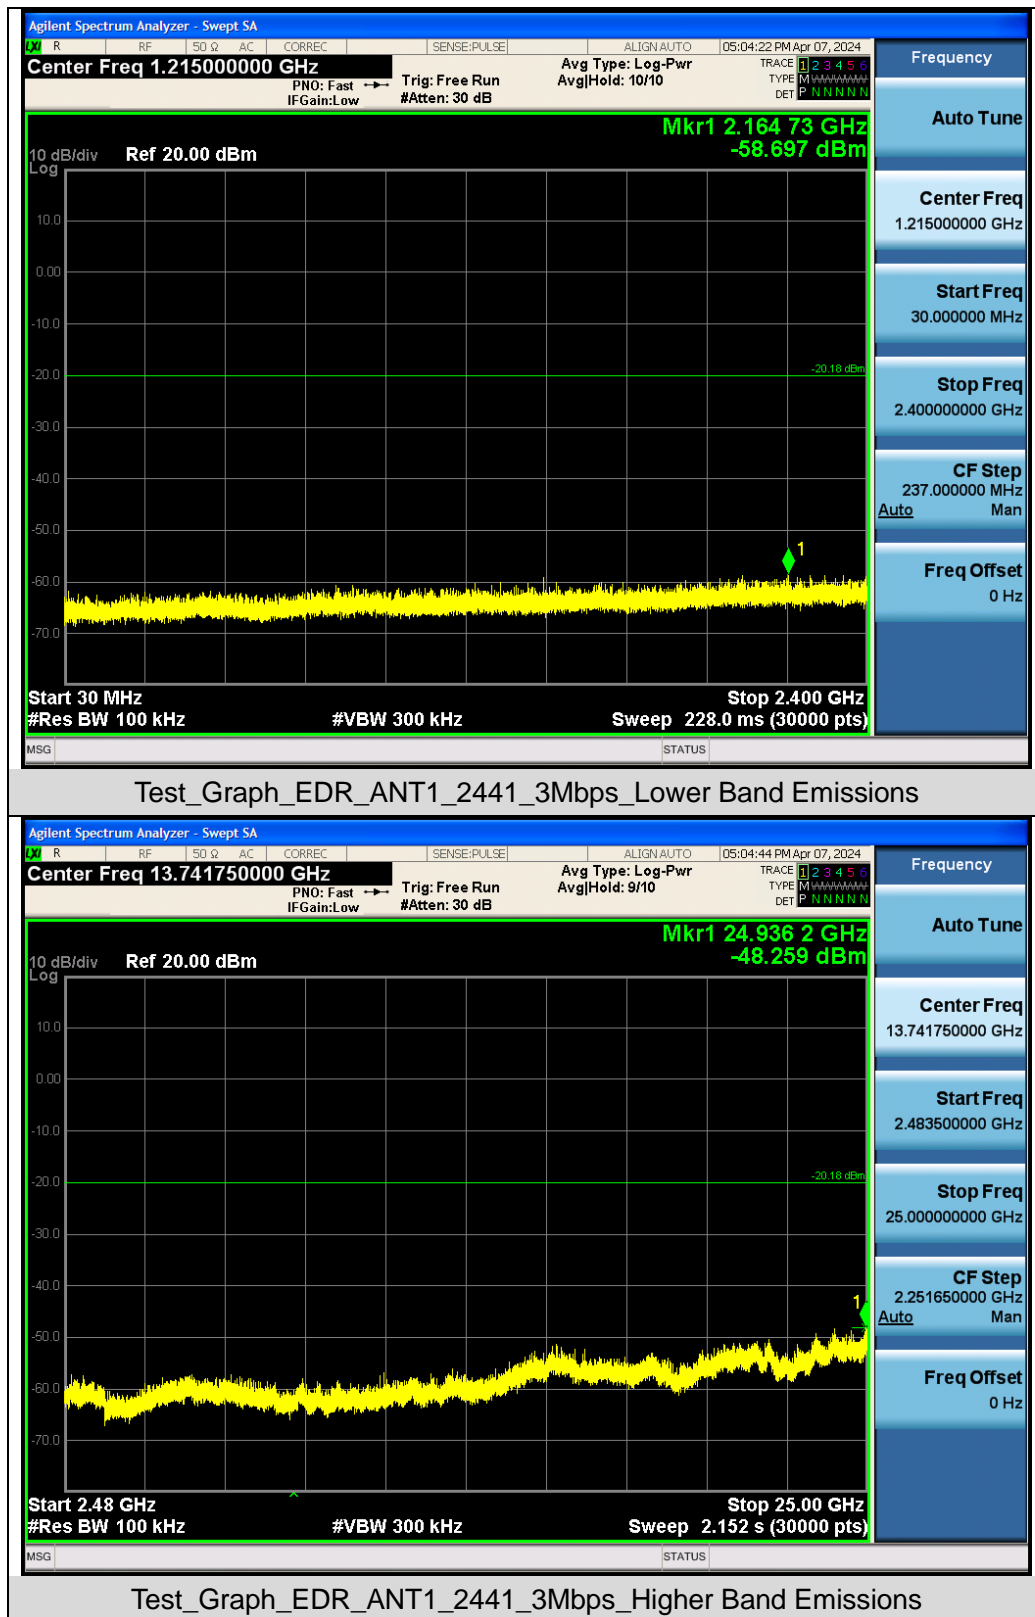 Agilent Spectrum Analyzer - Swept SA
LXI R RF 50 Ω AC CORREC SENSE:PULSE ALIGN AUTO 05:04:22 PM Apr 07, 2024
Center Freq 1.215000000 GHz
PNO: Fast
IFGain:Low
Trig: Free Run
#Atten: 30 dB
Avg Type: Log-Pwr
Avg|Hold: 10/10
TRACE 1 2 3 4 5 6
TYPE M WWWWW
DET P N N N N N
Mkr1 2.164 73 GHz
-58.697 dBm
10 dB/div Ref 20.00 dBm
Log
10.0
0.00
-10.0
-20.0
-20.18 dBm
-30.0
-40.0
-50.0
1
-60.0
-70.0
Start 30 MHz Stop 2.400 GHz
#Res BW 100 kHz #VBW 300 kHz Sweep 228.0 ms (30000 pts)
MSG STATUS
Frequency
Auto Tune
Center Freq
1.215000000 GHz
Start Freq
30.000000 MHz
Stop Freq
2.400000000 GHz
CF Step
237.000000 MHz
Auto Man
Freq Offset
0 Hz
Test_Graph_EDR_ANT1_2441_3Mbps_Lower Band Emissions
Agilent Spectrum Analyzer - Swept SA
LXI R RF 50 Ω AC CORREC SENSE:PULSE ALIGN AUTO 05:04:44 PM Apr 07, 2024
Center Freq 13.741750000 GHz
PNO: Fast
IFGain:Low
Trig: Free Run
#Atten: 30 dB
Avg Type: Log-Pwr
Avg|Hold: 9/10
TRACE 1 2 3 4 5 6
TYPE M WWWWW
DET P N N N N N
Mkr1 24.936 2 GHz
-48.259 dBm
10 dB/div Ref 20.00 dBm
Log
10.0
0.00
-10.0
-20.0
-20.18 dBm
-30.0
-40.0
1
-50.0
-60.0
-70.0
Start 2.48 GHz Stop 25.00 GHz
#Res BW 100 kHz #VBW 300 kHz Sweep 2.152 s (30000 pts)
MSG STATUS
Frequency
Auto Tune
Center Freq
13.741750000 GHz
Start Freq
2.483500000 GHz
Stop Freq
25.000000000 GHz
CF Step
2.251650000 GHz
Auto Man
Freq Offset
0 Hz
Test_Graph_EDR_ANT1_2441_3Mbps_Higher Band Emissions